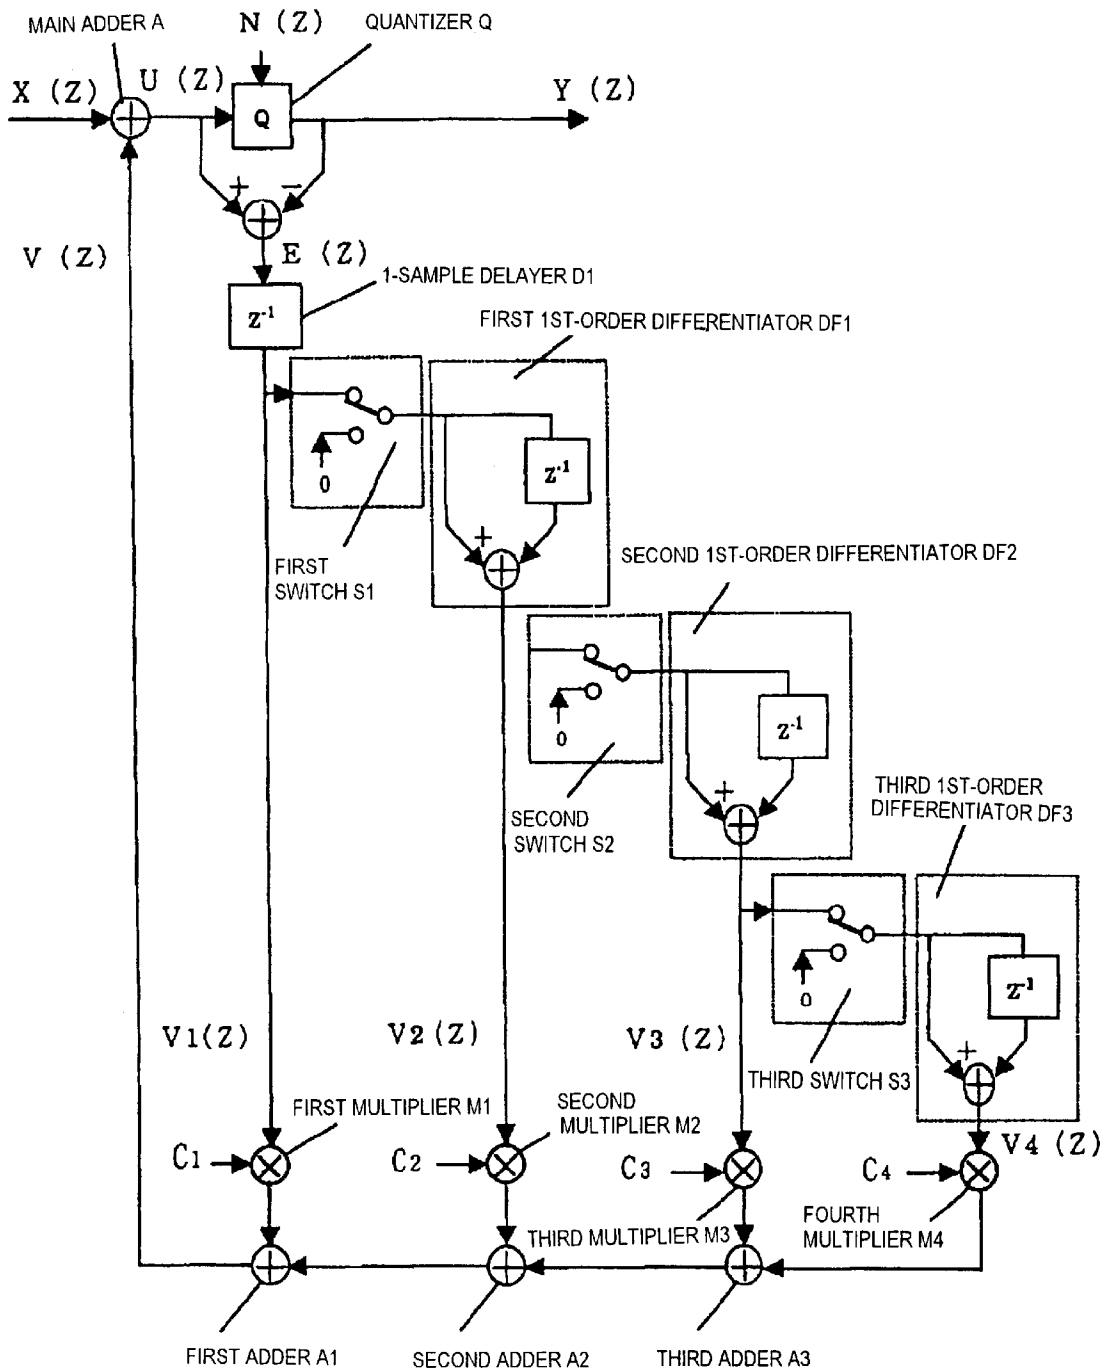 MAIN ADDER A
N (Z)
QUANTIZER Q
X (Z)
U (Z)
Q
Y (Z)
+
−
V (Z)
E (Z)
1-SAMPLE DELAYER D1
Z-1
FIRST 1ST-ORDER DIFFERENTIATOR DF1
0
Z-1
+
FIRST
SWITCH S1
SECOND 1ST-ORDER DIFFERENTIATOR DF2
0
Z-1
+
SECOND
SWITCH S2
THIRD 1ST-ORDER
DIFFERENTIATOR DF3
0
Z-1
+
THIRD SWITCH S3
V1(Z)
V2 (Z)
V3 (Z)
V4 (Z)
FIRST MULTIPLIER M1
SECOND
MULTIPLIER M2
C1
C2
C3
C4
THIRD MULTIPLIER M3
FOURTH
MULTIPLIER M4
FIRST ADDER A1
SECOND ADDER A2
THIRD ADDER A3